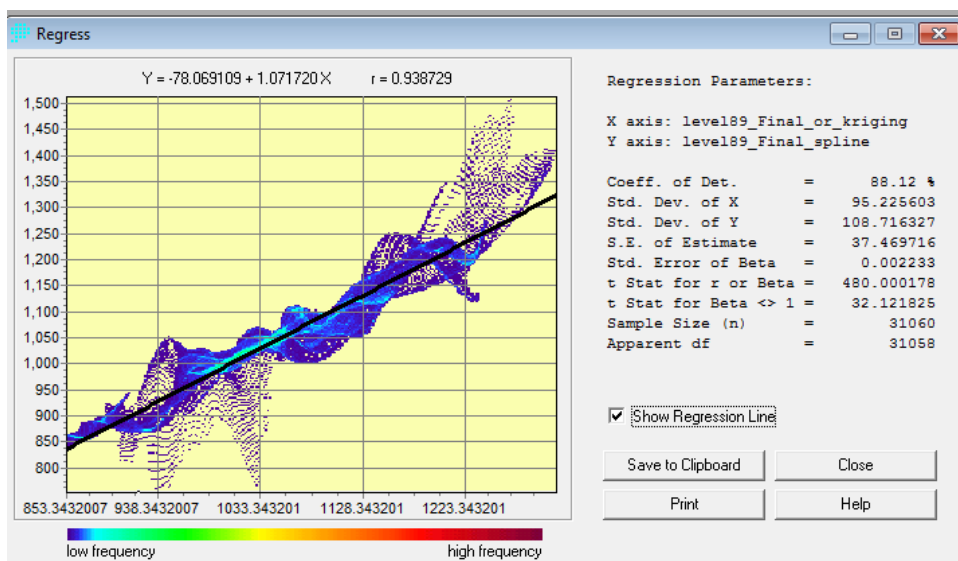 Regress
Y = -78.069109 + 1.071720 X r = 0.938729
1,500
1,450
1,400
1,350
1,300
1,250
1,200
1,150
1,100
1,050
1,000
950
900
850
800
853.3432007 938.3432007 1033.343201 1128.343201 1223.343201
low frequency high frequency
Regression Parameters:
X axis: level89_Final_or_kriging
Y axis: level89_Final_spline
Coeff. of Det. = 88.12 %
Std. Dev. of X = 95.225603
Std. Dev. of Y = 108.716327
S.E. of Estimate = 37.469716
Std. Error of Beta = 0.002233
t Stat for r or Beta = 480.000178
t Stat for Beta <> 1 = 32.121825
Sample Size (n) = 31060
Apparent df = 31058
Show Regression Line
Save to Clipboard Close
Print Help